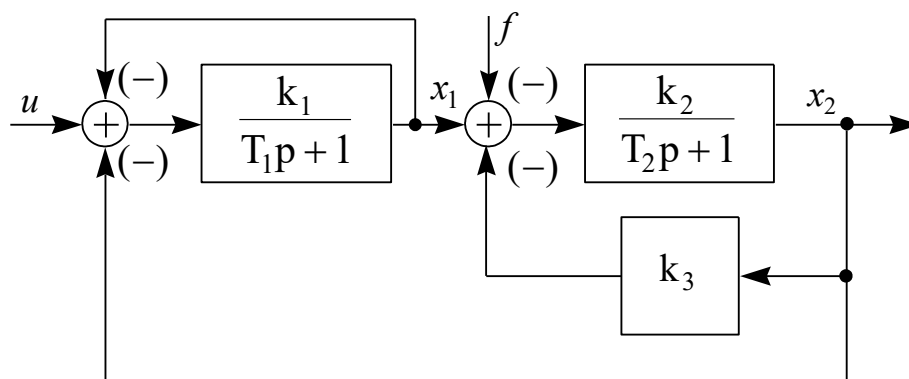 f
(−) (−)
u + k₁ x₁ + k₂ x₂
T₁p + 1 T₂p + 1
(−) (−)
k₃